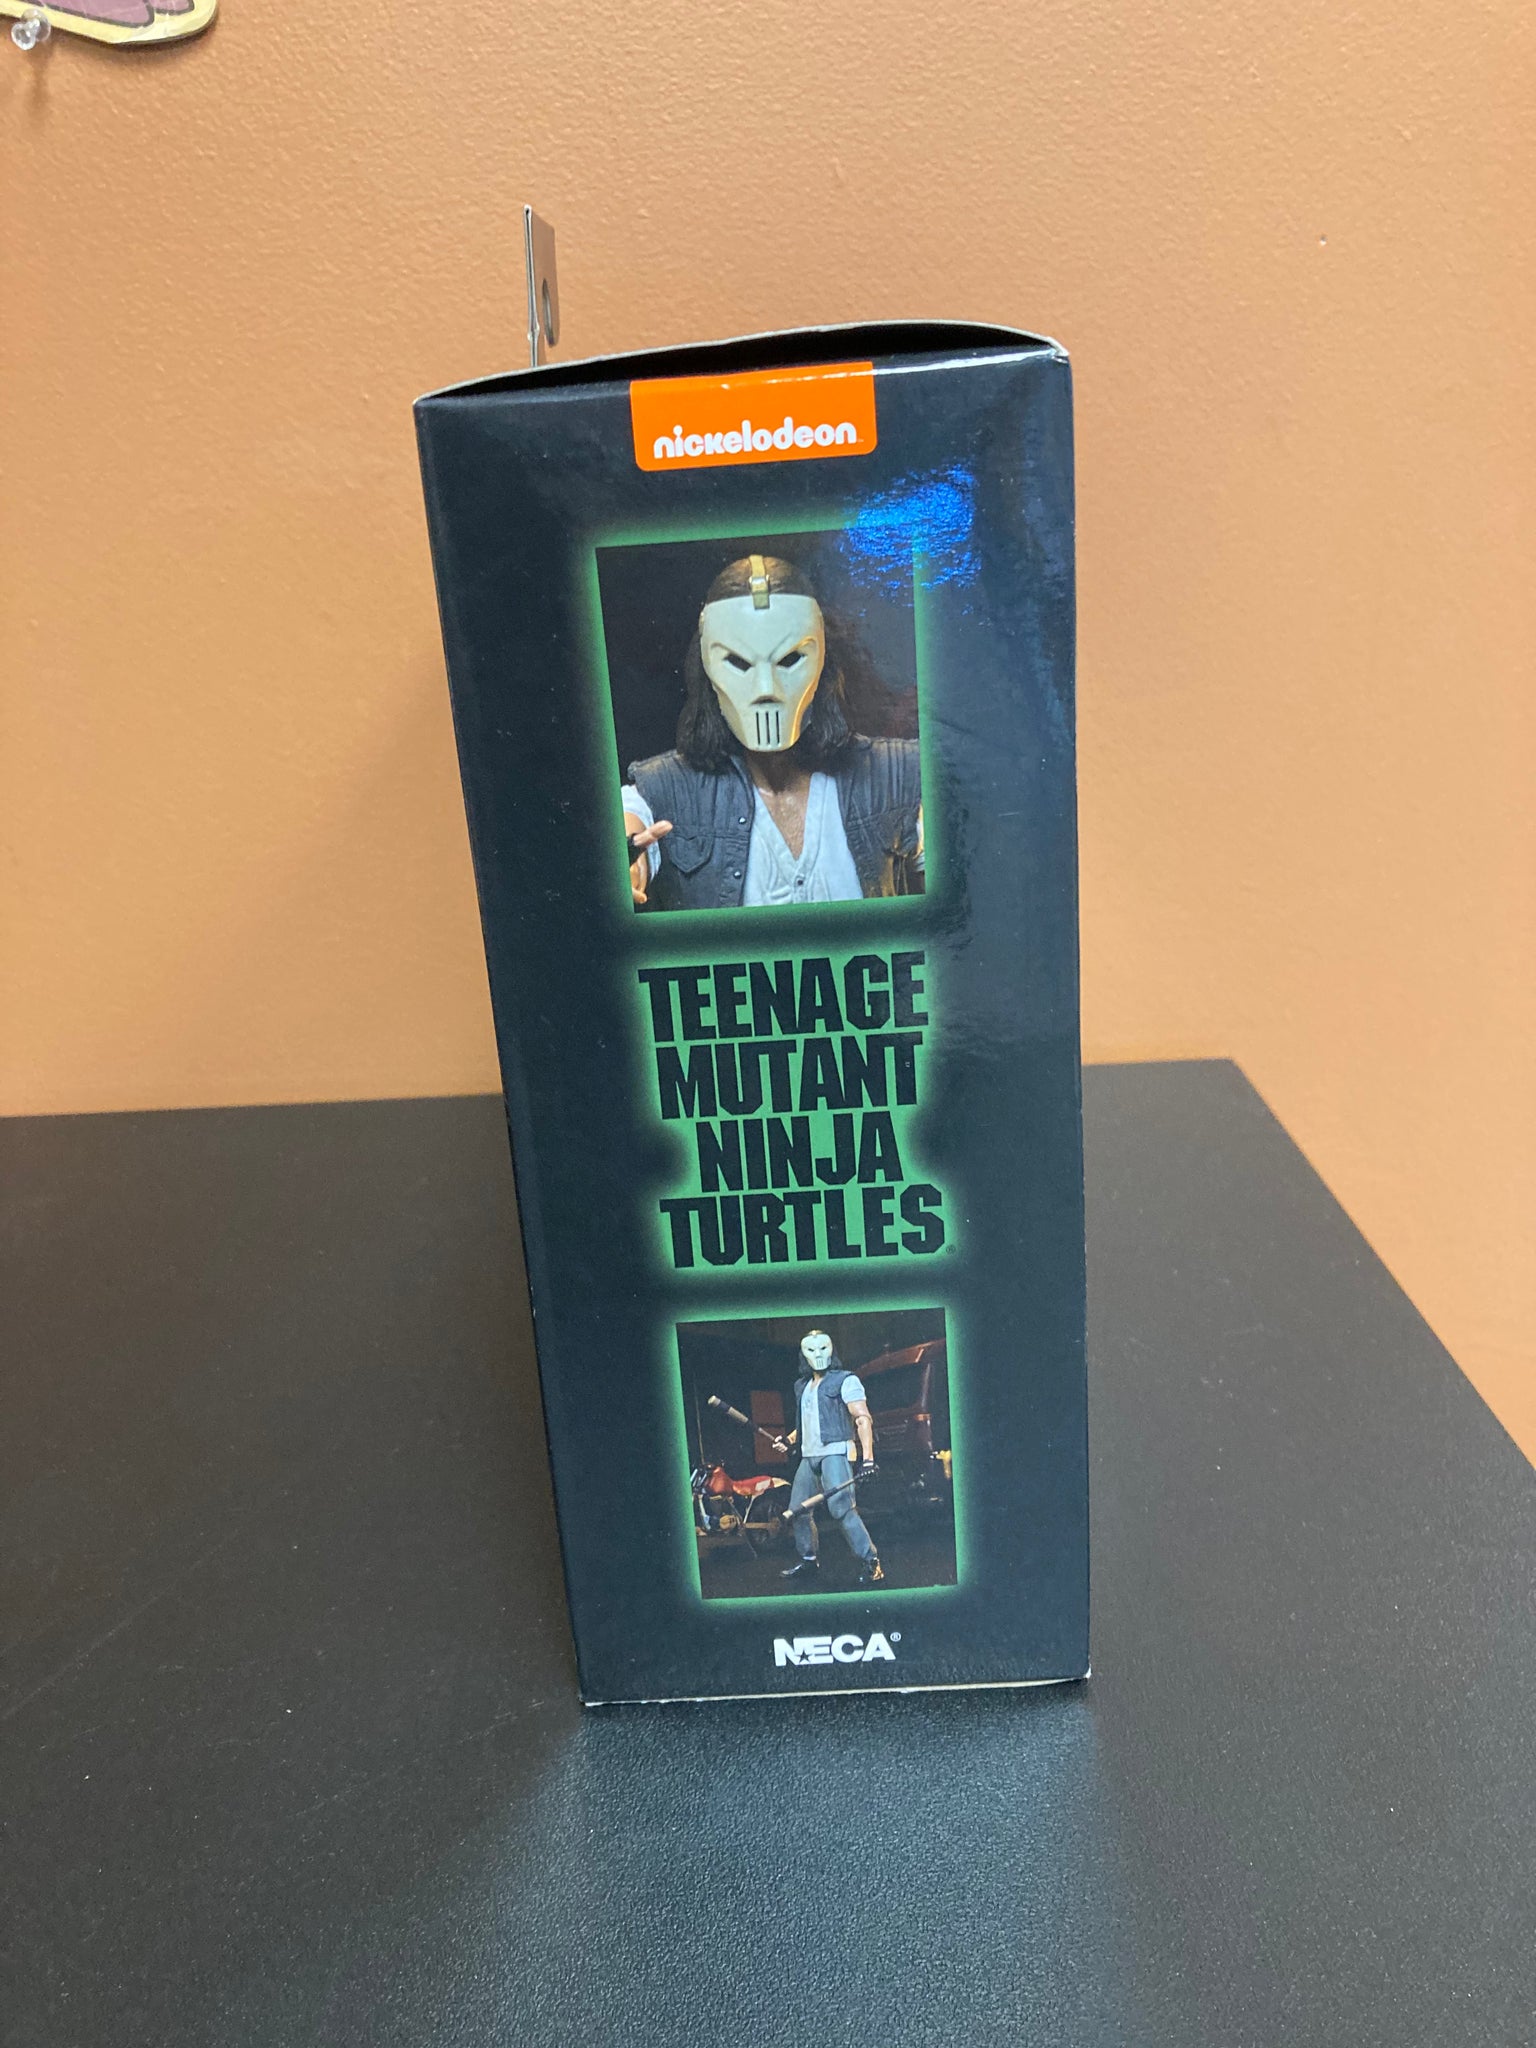 nickelodeon
TEENAGE
MUTANT
NINJA
TURTLES®
NECA®